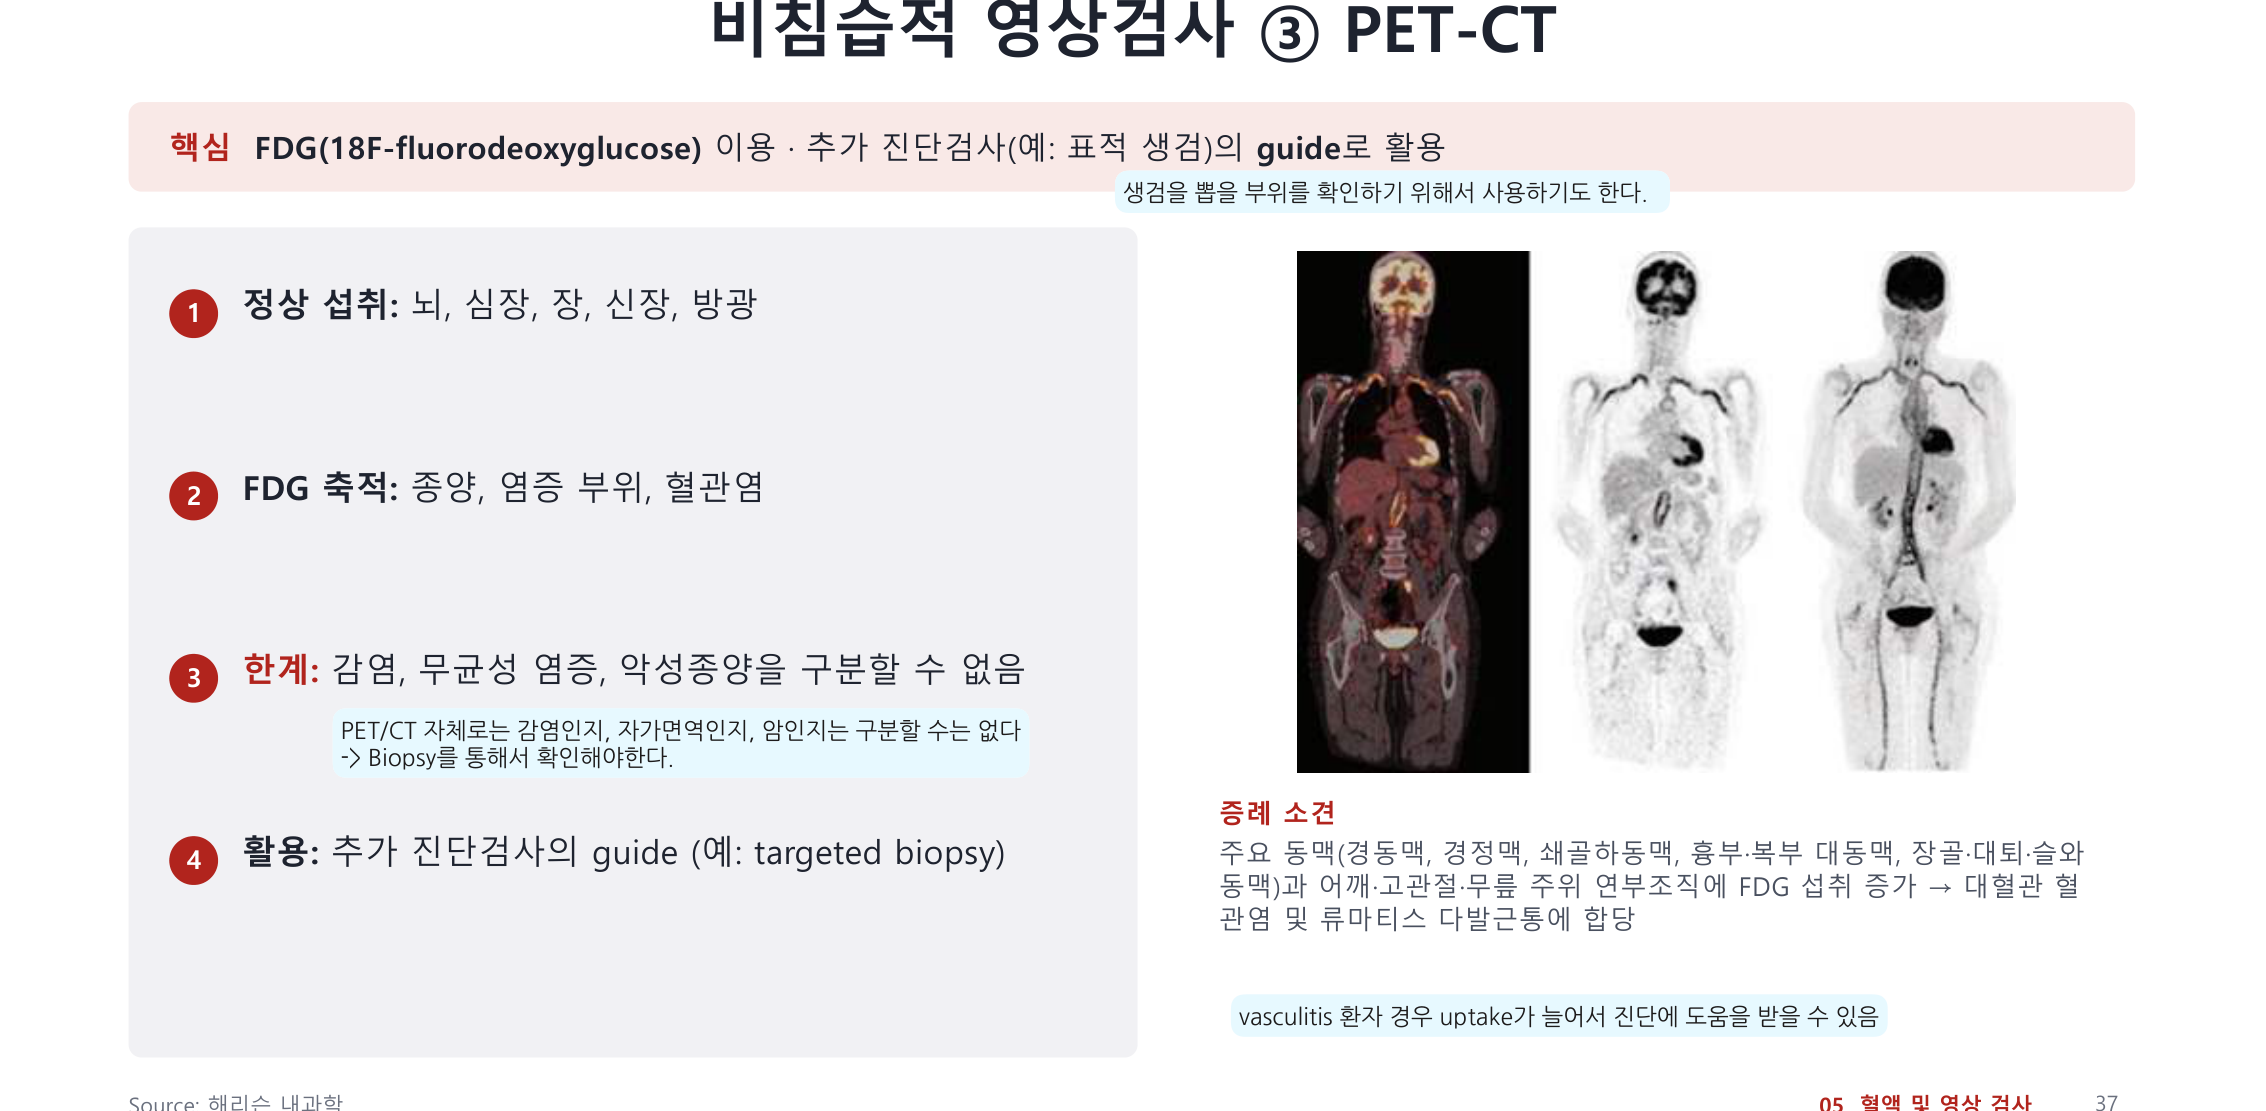 비침습적 영상검사 ③ PET-CT
핵심 FDG(18F-fluorodeoxyglucose) 이용 · 추가 진단검사(예: 표적 생검)의 guide로 활용
생검을 뽑을 부위를 확인하기 위해서 사용하기도 한다.
1 정상 섭취: 뇌, 심장, 장, 신장, 방광
2 FDG 축적: 종양, 염증 부위, 혈관염
3 한계: 감염, 무균성 염증, 악성종양을 구분할 수 없음
PET/CT 자체로는 감염인지, 자가면역인지, 암인지는 구분할 수는 없다
-> Biopsy를 통해서 확인해야한다.
4 활용: 추가 진단검사의 guide (예: targeted biopsy)
증례 소견
주요 동맥(경동맥, 경정맥, 쇄골하동맥, 흉부·복부 대동맥, 장골·대퇴·슬와
동맥)과 어깨·고관절·무릎 주위 연부조직에 FDG 섭취 증가 → 대혈관 혈
관염 및 류마티스 다발근통에 합당
vasculitis 환자 경우 uptake가 늘어서 진단에 도움을 받을 수 있음
Source: 해리슨 내과학
05 혈액 및 영상 검사 37